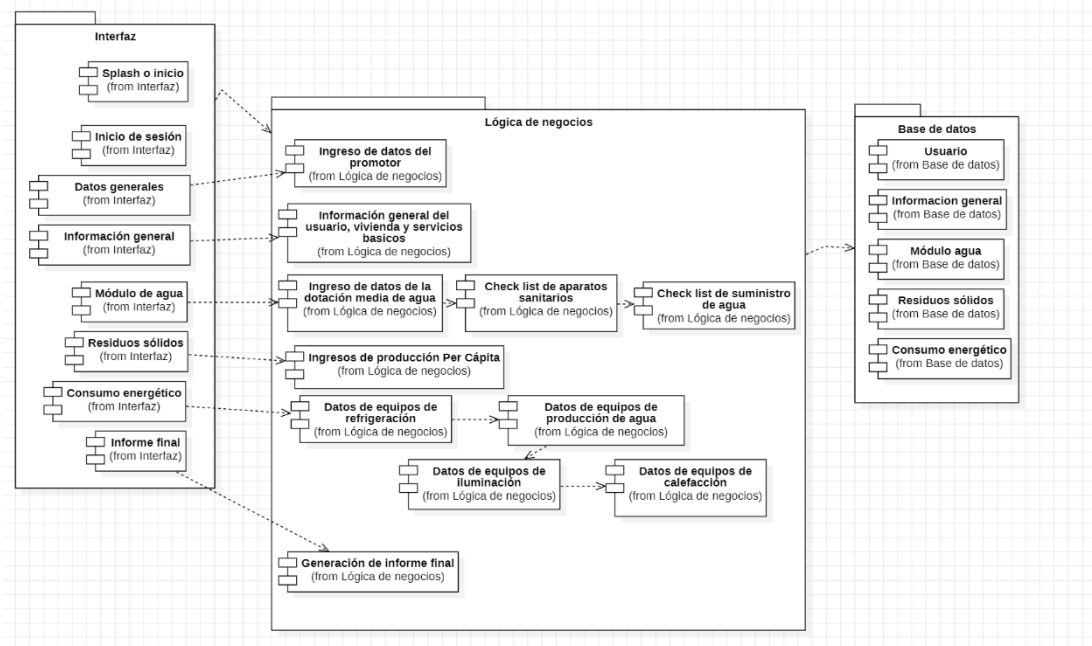 Interfaz
Splash o inicio
(from Interfaz)
Inicio de sesión
(from Interfaz)
Datos generales
(from Interfaz)
Información general
(from Interfaz)
Módulo de agua
(from Interfaz)
Residuos sólidos
(from Interfaz)
Consumo energético
(from Interfaz)
Informe final
(from Interfaz)
Lógica de negocios
Ingreso de datos del
promotor
(from Lógica de negocios)
Información general del
usuario, vivienda y servicios
basicos
(from Lógica de negocios)
Ingreso de datos de la
dotación media de agua
(from Lógica de negocios)
Check list de aparatos
sanitarios
(from Lógica de negocios)
Check list de suministro
de agua
(from Lógica de negocios)
Ingresos de producción Per Cápita
(from Lógica de negocios)
Datos de equipos de
refrigeración
(from Lógica de negocios)
Datos de equipos de
producción de agua
(from Lógica de negocios)
Datos de equipos de
iluminación
(from Lógica de negocios)
Datos de equipos de
calefacción
(from Lógica de negocios)
Generación de informe final
(from Lógica de negocios)
Base de datos
Usuario
(from Base de datos)
Informacion general
(from Base de datos)
Módulo agua
(from Base de datos)
Residuos sólidos
(from Base de datos)
Consumo energético
(from Base de datos)